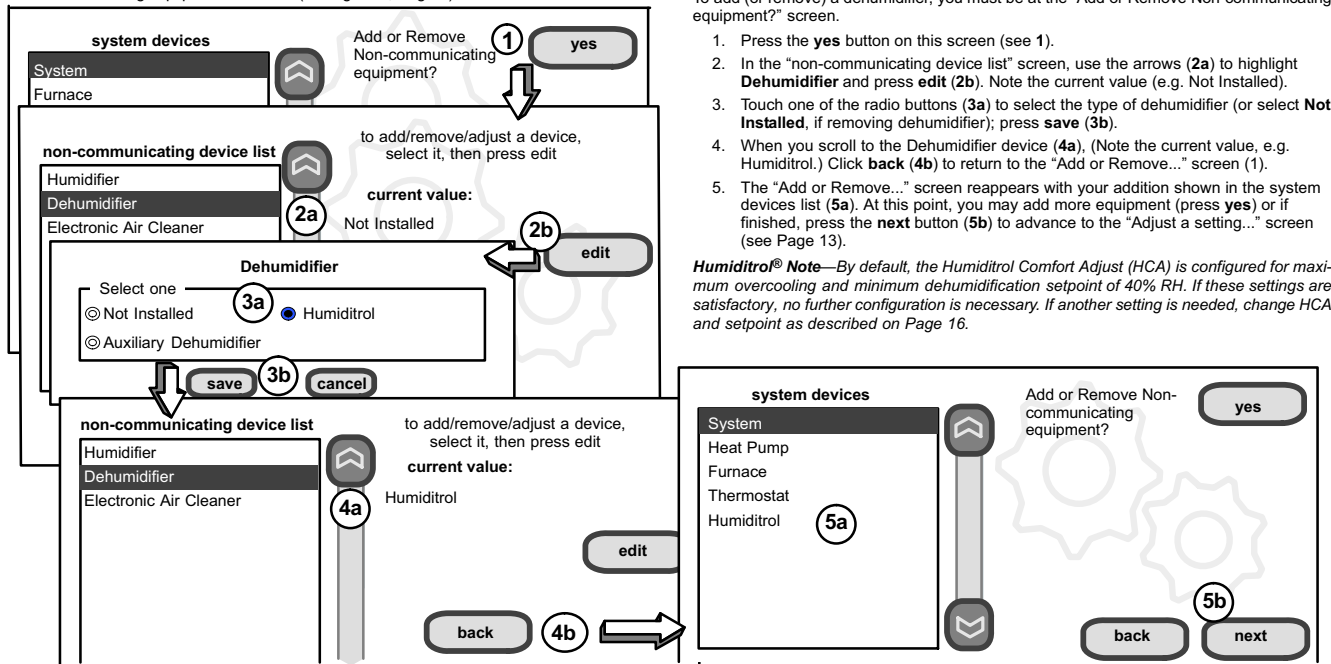 system devices
System
Furnace
Add or Remove
Non-communicating
equipment?
1
yes
non-communicating device list
Humidifier
Dehumidifier
Electronic Air Cleaner
2a
to add/remove/adjust a device,
select it, then press edit
current value:
Not Installed
2b
edit
Dehumidifier
Select one
3a
Not Installed
Humiditrol
Auxiliary Dehumidifier
save
3b
cancel
non-communicating device list
Humidifier
Dehumidifier
Electronic Air Cleaner
4a
to add/remove/adjust a device,
select it, then press edit
current value:
Humiditrol
edit
back
4b
To add (or remove) a dehumidifier, you must be at the “Add or Remove Non-communicating
equipment?” screen.
1. Press the yes button on this screen (see 1).
2. In the “non-communicating device list” screen, use the arrows (2a) to highlight
Dehumidifier and press edit (2b). Note the current value (e.g. Not Installed).
3. Touch one of the radio buttons (3a) to select the type of dehumidifier (or select Not
Installed, if removing dehumidifier); press save (3b).
4. When you scroll to the Dehumidifier device (4a), (Note the current value, e.g.
Humiditrol.) Click back (4b) to return to the “Add or Remove...” screen (1).
5. The “Add or Remove...” screen reappears with your addition shown in the system
devices list (5a). At this point, you may add more equipment (press yes) or if
finished, press the next button (5b) to advance to the “Adjust a setting...” screen
(see Page 13).
Humiditrol® Note—By default, the Humiditrol Comfort Adjust (HCA) is configured for maxi-
mum overcooling and minimum dehumidification setpoint of 40% RH. If these settings are
satisfactory, no further configuration is necessary. If another setting is needed, change HCA
and setpoint as described on Page 16.
system devices
System
Heat Pump
Furnace
Thermostat
Humiditrol
5a
Add or Remove Non-
communicating
equipment?
yes
5b
back
next